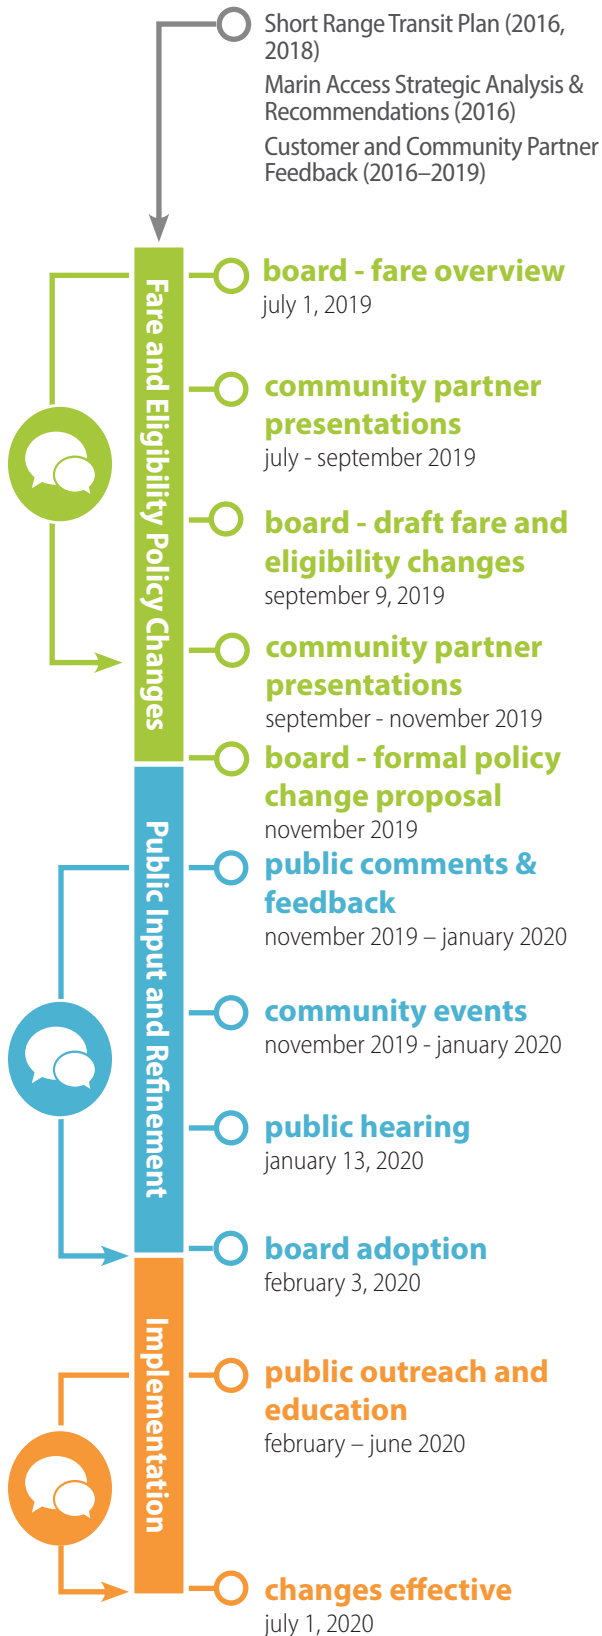 Short Range Transit Plan (2016,
2018)
Marin Access Strategic Analysis &
Recommendations (2016)
Customer and Community Partner
Feedback (2016–2019)
Fare and Eligibility Policy Changes
board - fare overview
july 1, 2019
community partner
presentations
july - september 2019
board - draft fare and
eligibility changes
september 9, 2019
community partner
presentations
september - november 2019
board - formal policy
change proposal
november 2019
Public Input and Refinement
public comments &
feedback
november 2019 – january 2020
community events
november 2019 - january 2020
public hearing
january 13, 2020
board adoption
february 3, 2020
Implementation
public outreach and
education
february – june 2020
changes effective
july 1, 2020